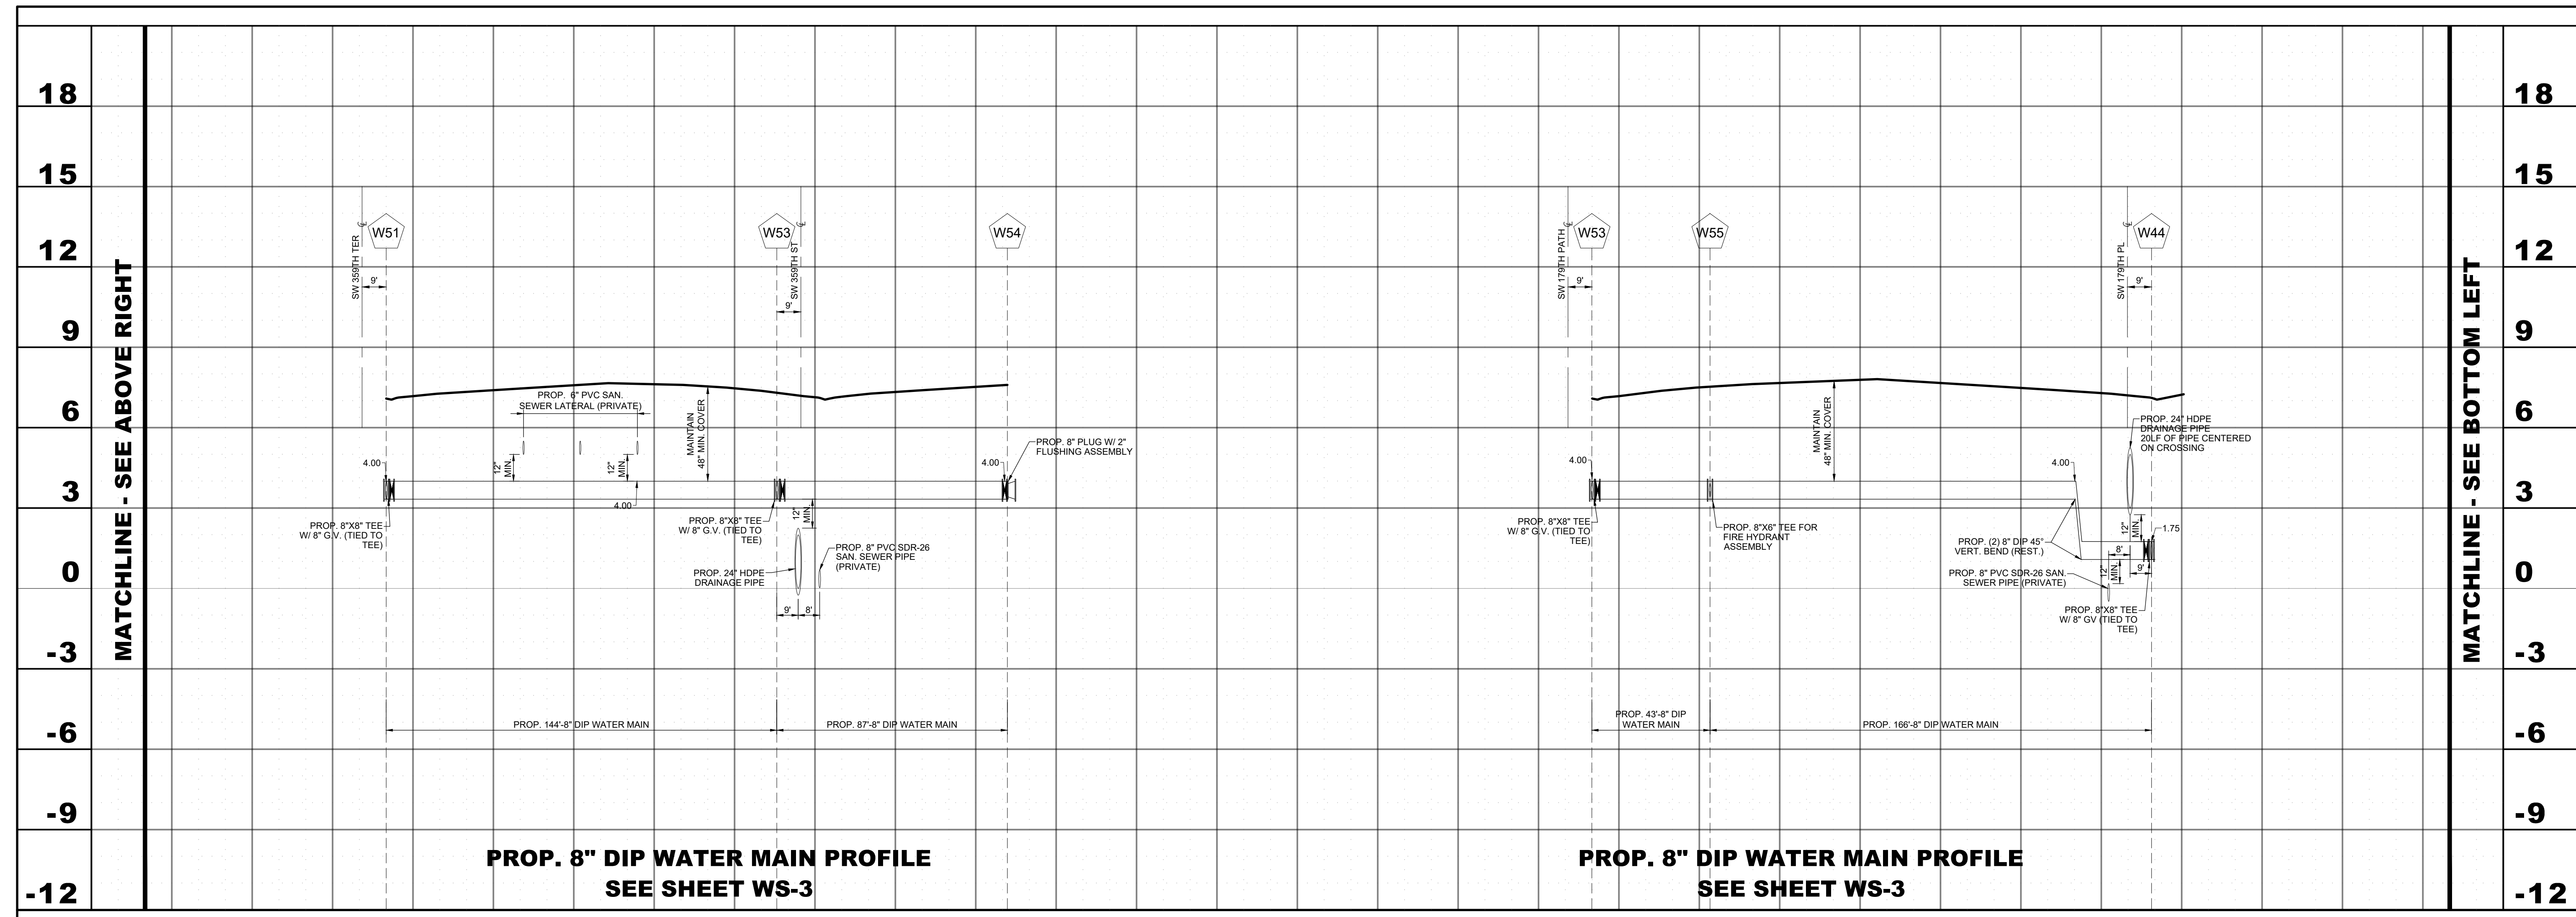 18
15
12
9
6
3
0
-3
-6
-9
-12
MATCHLINE - SEE ABOVE RIGHT
SW 359TH TER
9'
W51
W53
SW 359TH ST
9'
W54
PROP. 6" PVC SAN.
SEWER LATERAL (PRIVATE)
MAINTAIN
48" MIN. COVER
12"
MIN.
12"
MIN.
4.00
4.00
4.00
PROP. 8" PLUG W/ 2"
FLUSHING ASSEMBLY
PROP. 8"X8" TEE
W/ 8" G.V. (TIED TO
TEE)
PROP. 8"X8" TEE
W/ 8" G.V. (TIED TO
TEE)
12"
MIN.
PROP. 8" PVC SDR-26
SAN. SEWER PIPE
(PRIVATE)
PROP. 24" HDPE
DRAINAGE PIPE
9'
8'
PROP. 144'-8" DIP WATER MAIN
PROP. 87'-8" DIP WATER MAIN
PROP. 8" DIP WATER MAIN PROFILE
SEE SHEET WS-3
SW 179TH PATH
9'
W53
W55
SW 179TH PL
9'
W44
MAINTAIN
48" MIN. COVER
PROP. 24" HDPE
DRAINAGE PIPE
20LF OF PIPE CENTERED
ON CROSSING
4.00
4.00
PROP. 8"X8" TEE
W/ 8" G.V. (TIED TO
TEE)
PROP. 8"X6" TEE FOR
FIRE HYDRANT
ASSEMBLY
12"
MIN.
1.75
PROP. (2) 8" DIP 45°
VERT. BEND (REST.)
8'
9'
12"
MIN.
PROP. 8" PVC SDR-26 SAN.
SEWER PIPE (PRIVATE)
PROP. 8"X8" TEE
W/ 8" GV (TIED TO
TEE)
PROP. 43'-8" DIP
WATER MAIN
PROP. 166'-8" DIP WATER MAIN
PROP. 8" DIP WATER MAIN PROFILE
SEE SHEET WS-3
MATCHLINE - SEE BOTTOM LEFT
18
15
12
9
6
3
0
-3
-6
-9
-12